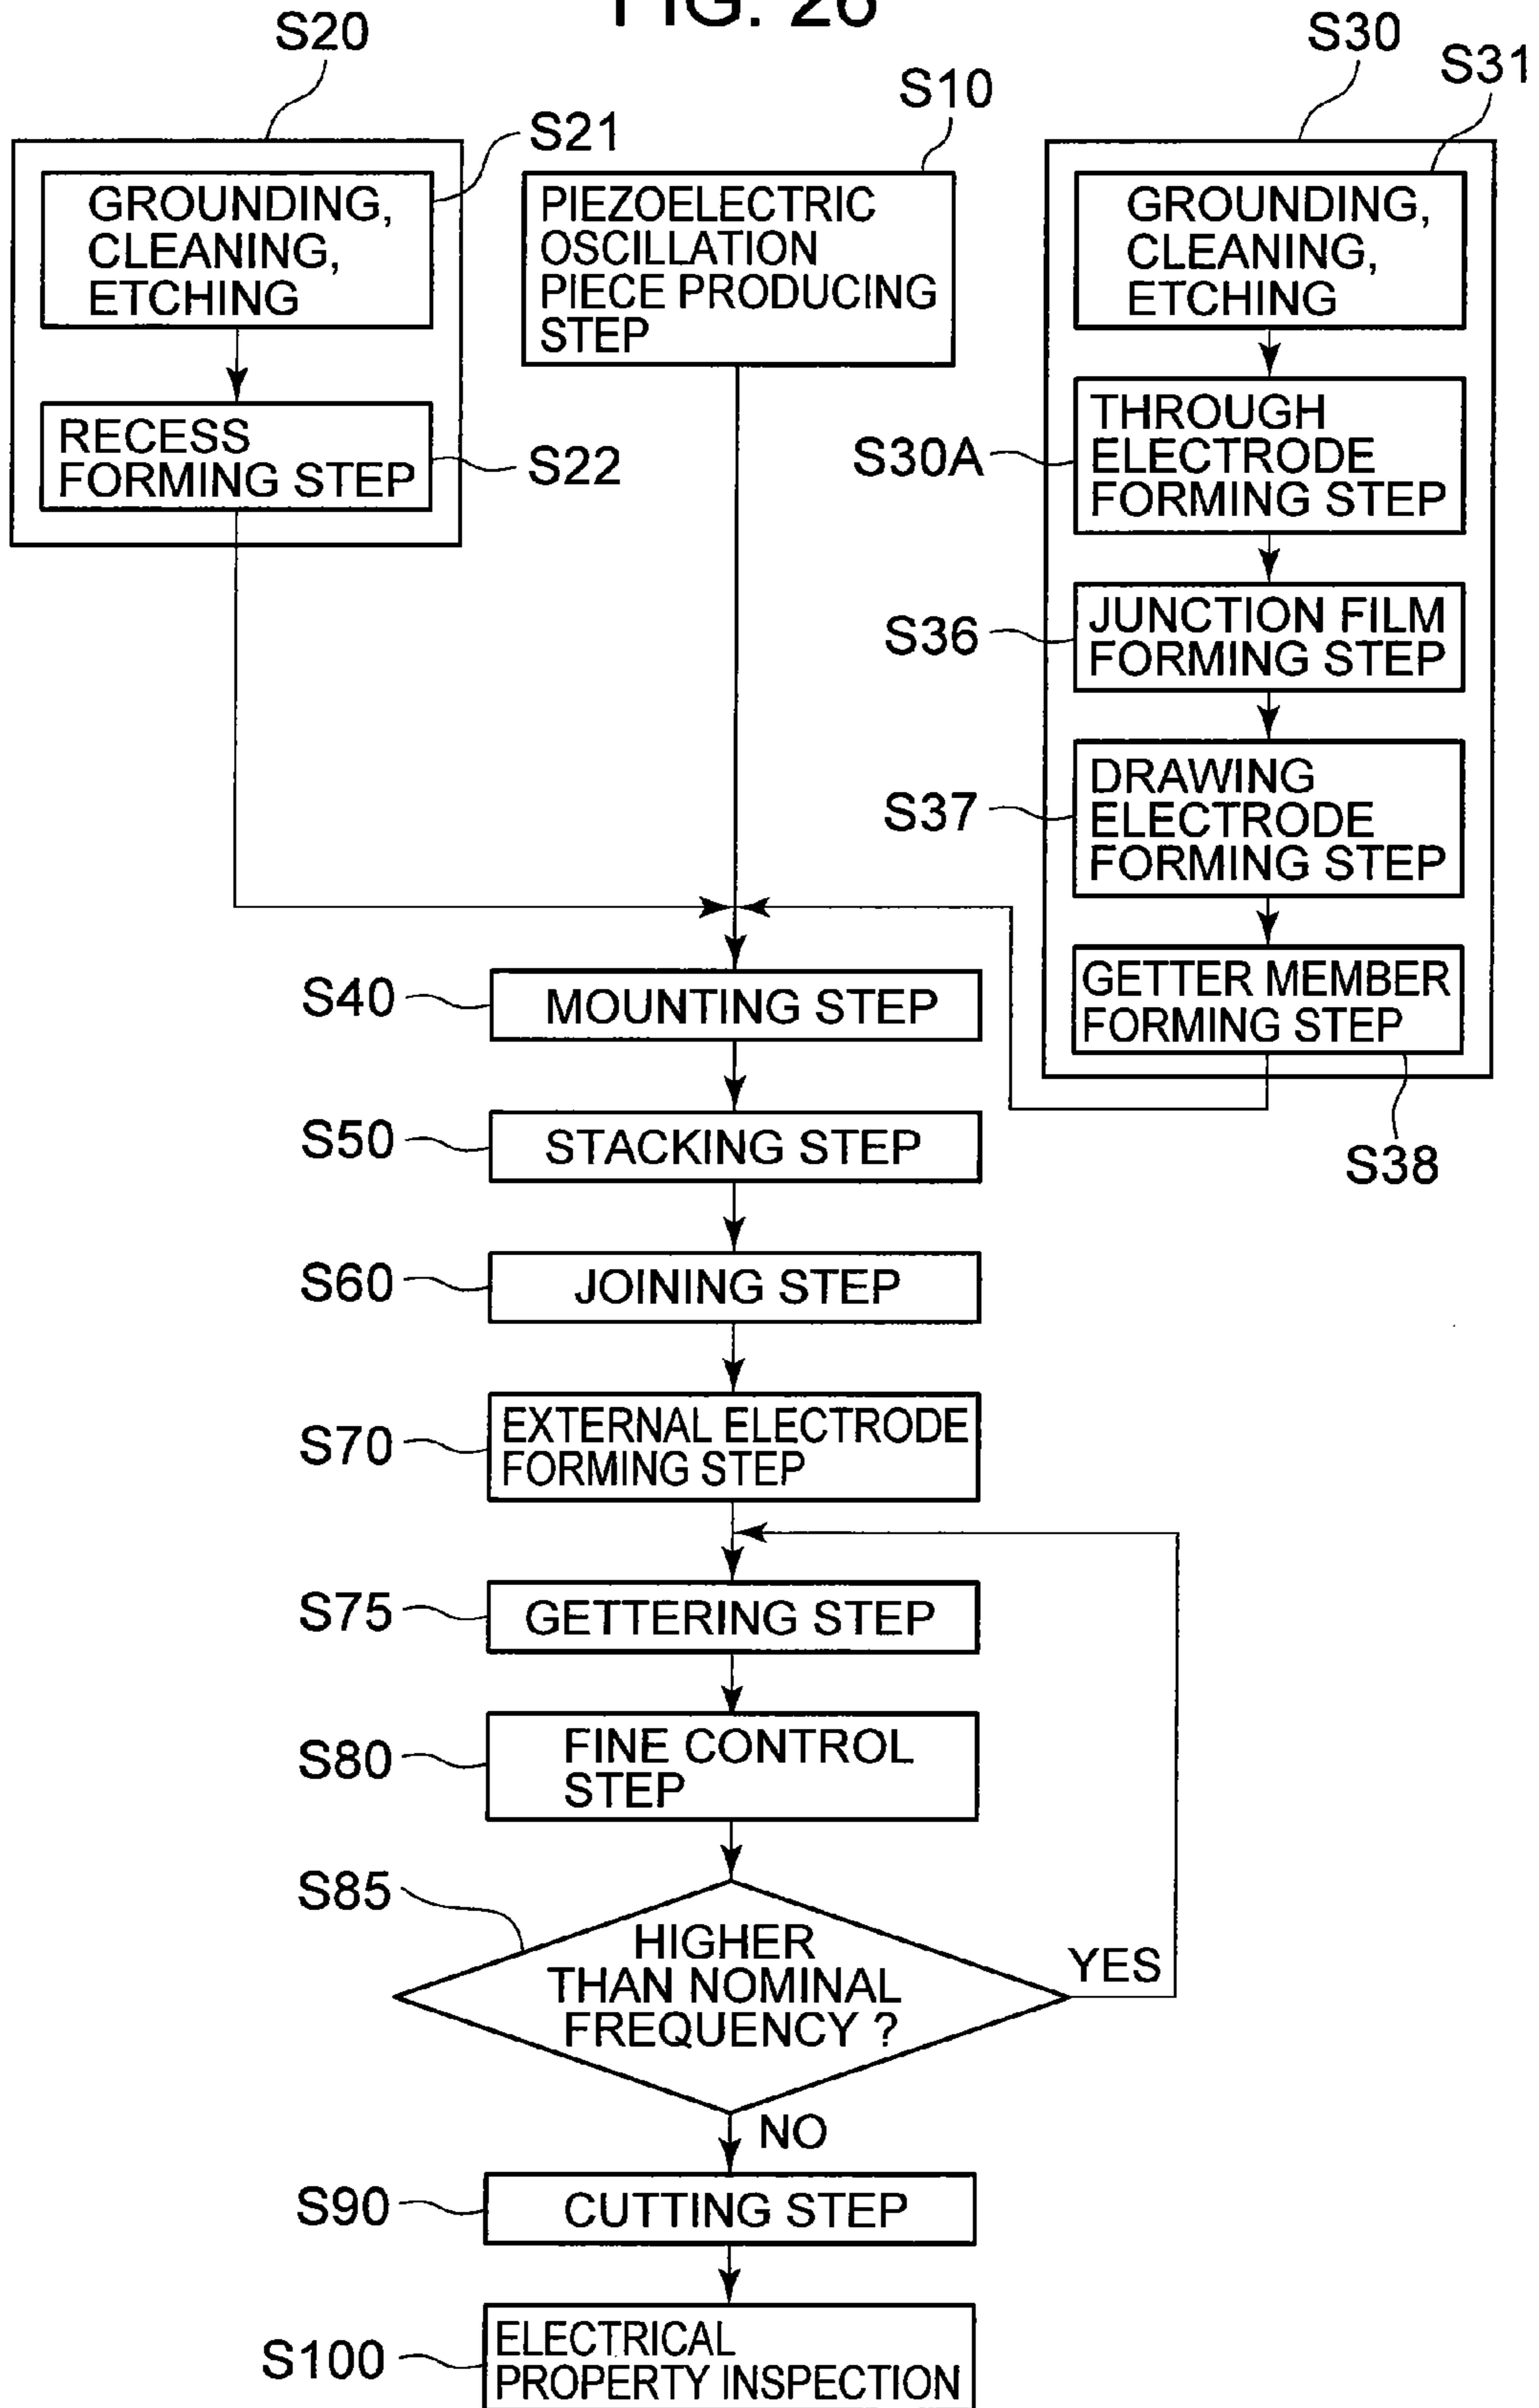 S20
S21
GROUNDING,
CLEANING,
ETCHING
RECESS
FORMING STEP
S22
S10
PIEZOELECTRIC
OSCILLATION
PIECE PRODUCING
STEP
S30
S31
GROUNDING,
CLEANING,
ETCHING
S30A
THROUGH
ELECTRODE
FORMING STEP
S36
JUNCTION FILM
FORMING STEP
S37
DRAWING
ELECTRODE
FORMING STEP
GETTER MEMBER
FORMING STEP
S38
S40
MOUNTING STEP
S50
STACKING STEP
S60
JOINING STEP
S70
EXTERNAL ELECTRODE
FORMING STEP
S75
GETTERING STEP
S80
FINE CONTROL
STEP
S85
HIGHER
THAN NOMINAL
FREQUENCY ?
YES
NO
S90
CUTTING STEP
S100
ELECTRICAL
PROPERTY INSPECTION